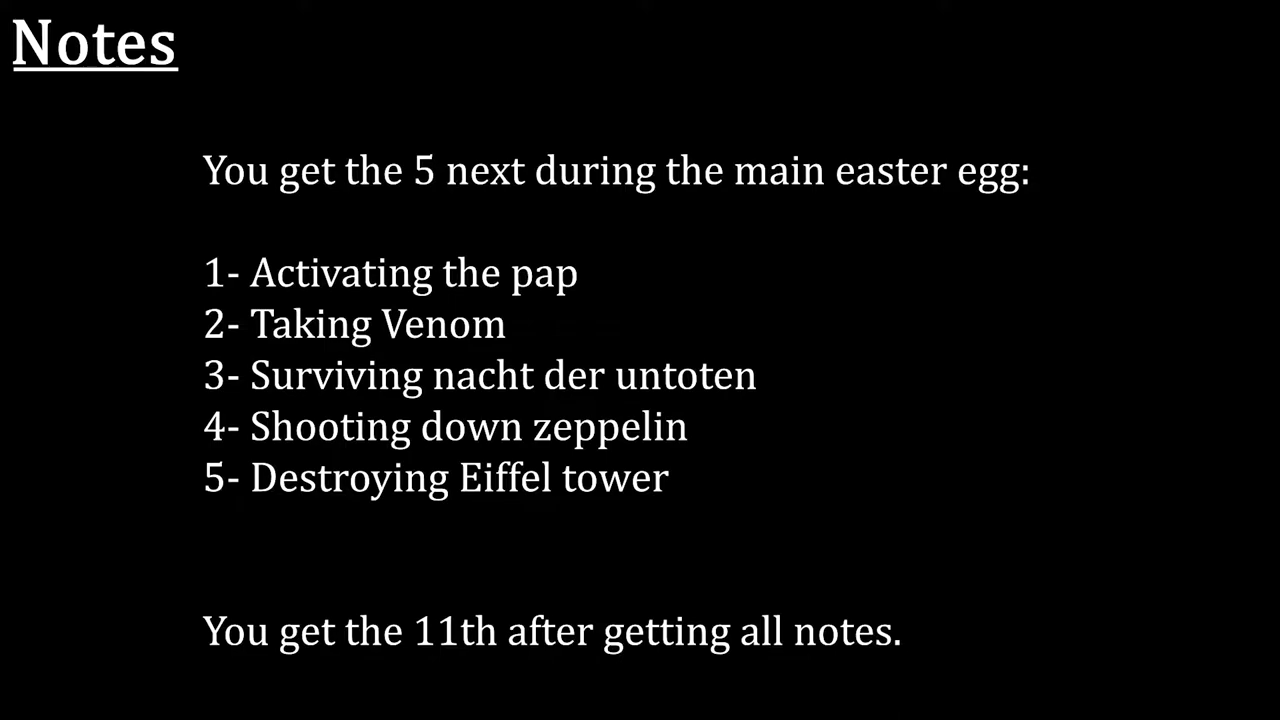 Notes
You get the 5 next during the main easter egg:
1- Activating the pap
2- Taking Venom
3- Surviving nacht der untoten
4- Shooting down zeppelin
5- Destroying Eiffel tower
You get the 11th after getting all notes.